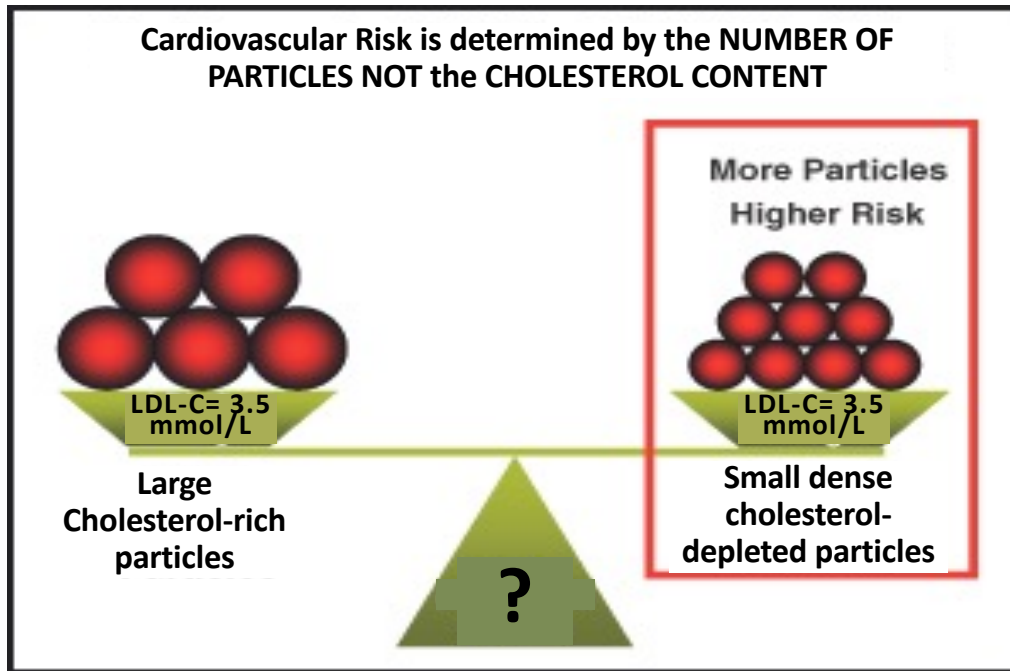 Cardiovascular Risk is determined by the NUMBER OF
PARTICLES NOT the CHOLESTEROL CONTENT
More Particles
Higher Risk
LDL-C= 3.5
mmol/L
LDL-C= 3.5
mmol/L
Large
Cholesterol-rich
particles
Small dense
cholesterol-
depleted particles
?